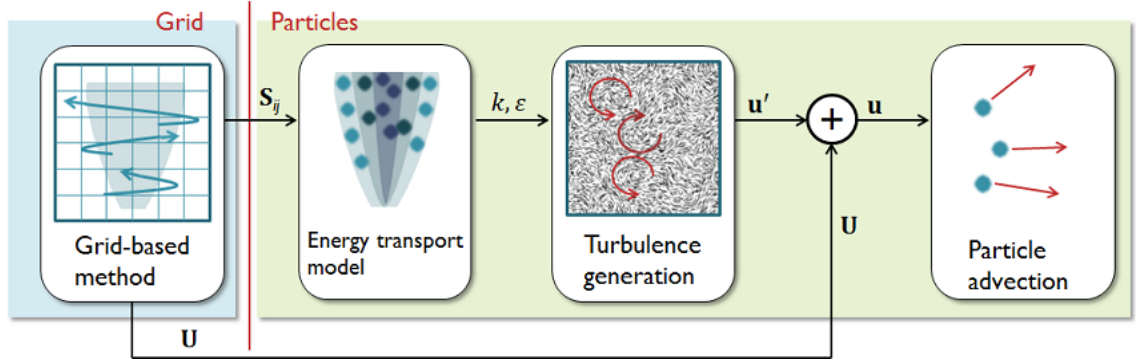 Grid
Particles
S_ij
k, ε
u′
+
u
U
Grid-based
method
Energy transport
model
Turbulence
generation
Particle
advection
U